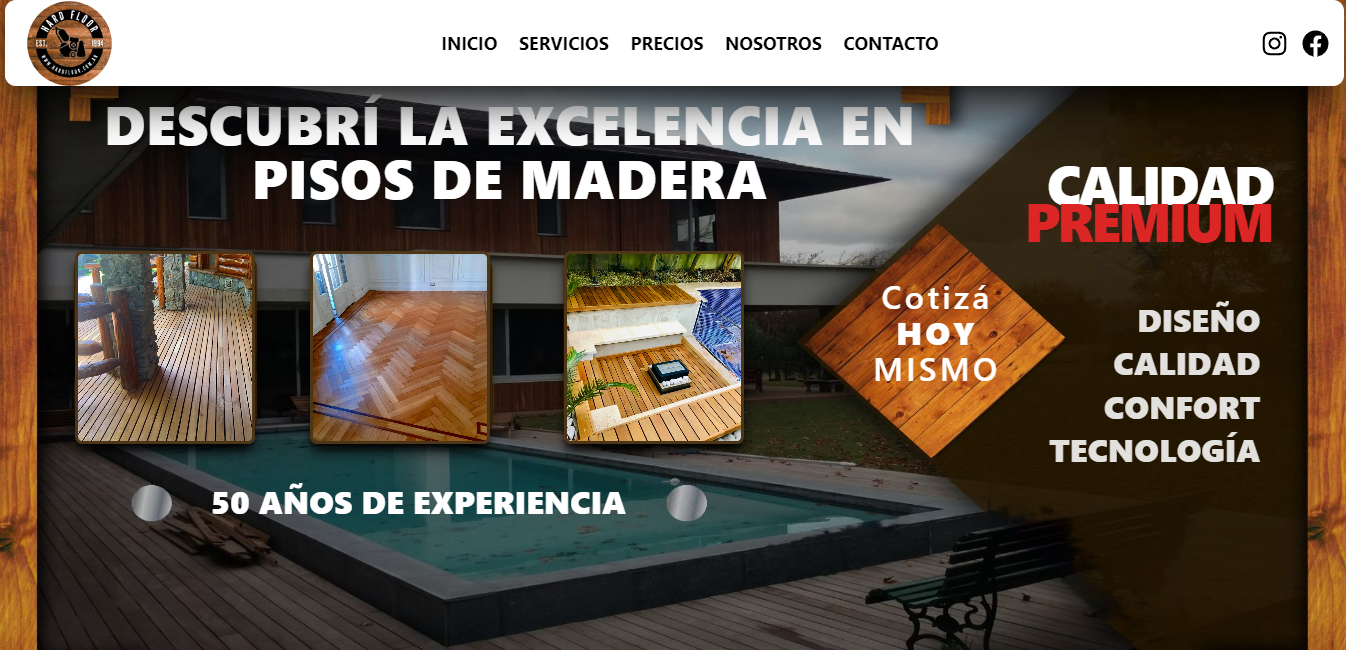 HARD FLOOR
EST. 1994
WWW.HARDFLOOR.COM.AR
INICIO
SERVICIOS
PRECIOS
NOSOTROS
CONTACTO
DESCUBRÍ LA EXCELENCIA EN
PISOS DE MADERA
CALIDAD
PREMIUM
Cotizá
HOY
MISMO
DISEÑO
CALIDAD
CONFORT
TECNOLOGÍA
50 AÑOS DE EXPERIENCIA